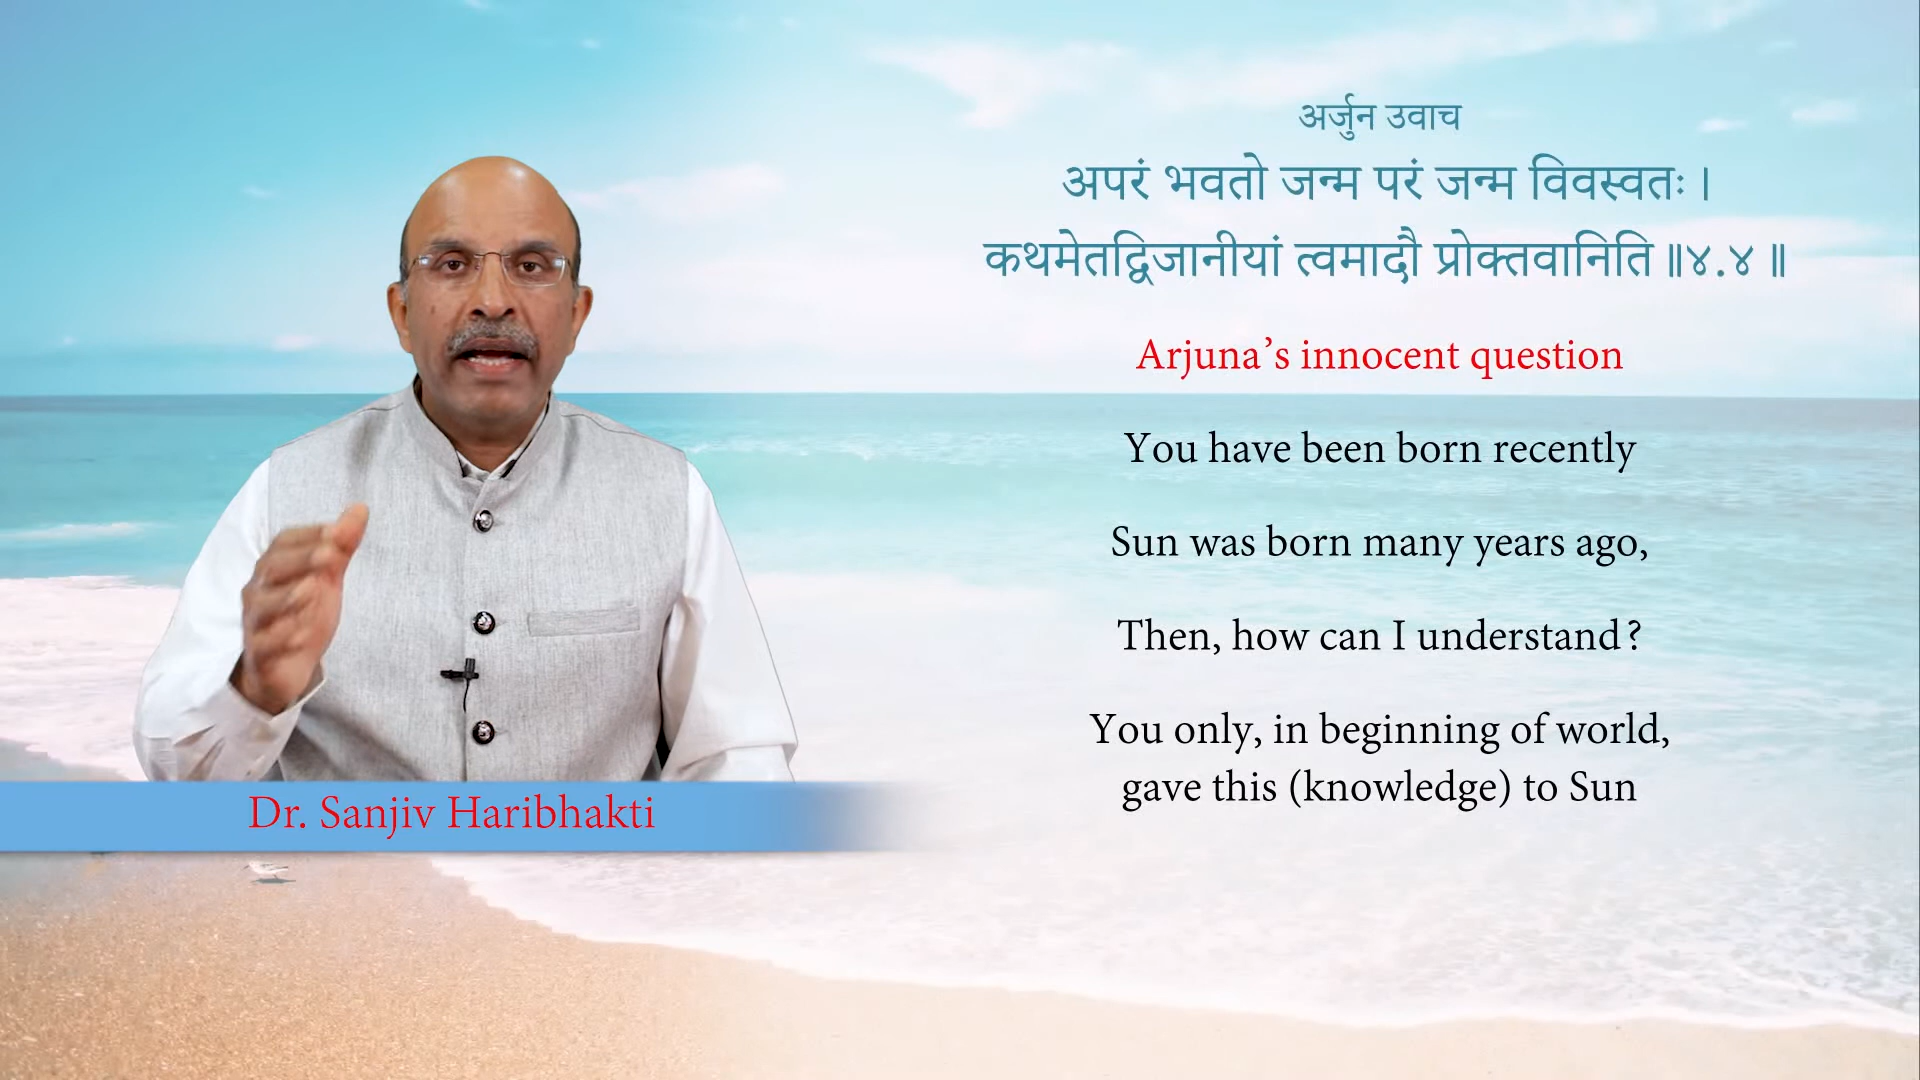 अर्जुन उवाच
अपरं भवतो जन्म परं जन्म विवस्वतः ।
कथमेतद्विजानीयां त्वमादौ प्रोक्तवानिति ॥४.४ ॥
Arjuna’s innocent question
You have been born recently
Sun was born many years ago,
Then, how can I understand?
You only, in beginning of world,
gave this (knowledge) to Sun
Dr. Sanjiv Haribhakti